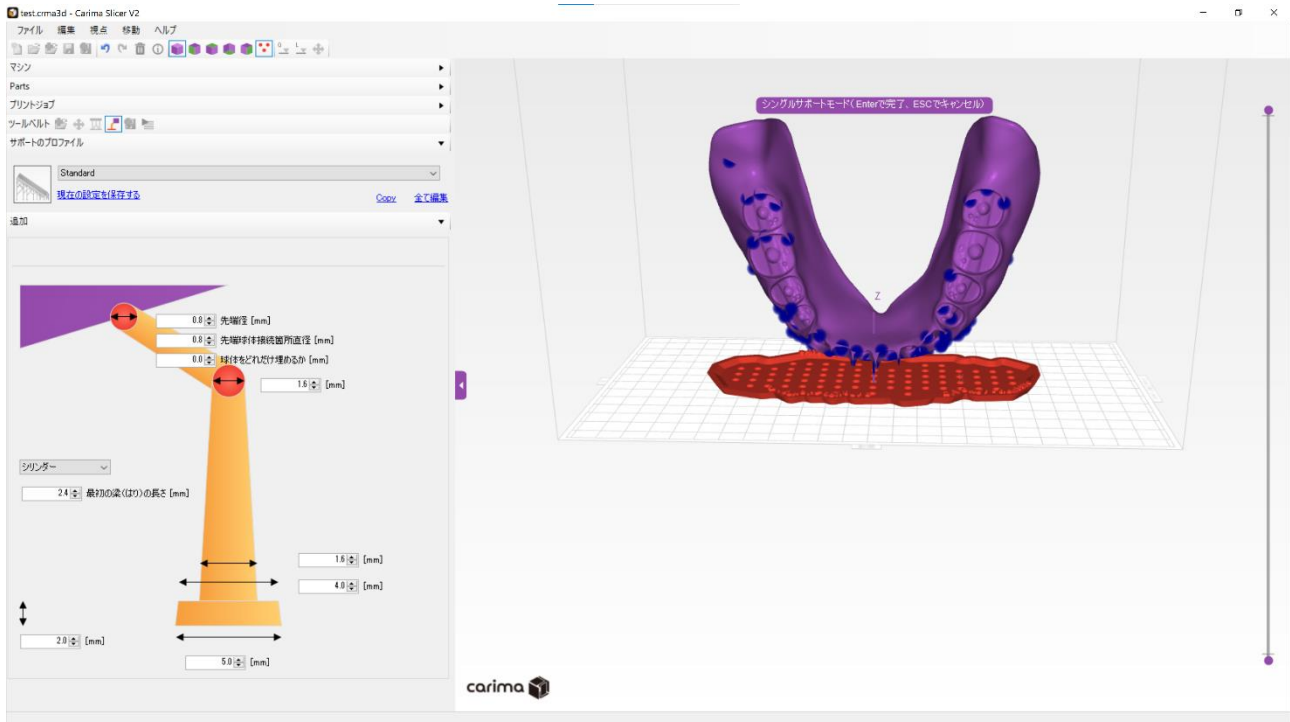 test.crma3d - Carima Slicer V2
ファイル 編集 視点 移動 ヘルプ
マシン
Parts
プリントジョブ
ツールベルト
サポートのプロファイル
Standard
現在の設定を保存する Copy 全て編集
追加
シングルサポートモード(Enterで完了、ESCでキャンセル)
0.8 先端径 [mm]
0.8 先端球体接続箇所直径 [mm]
0.0 球体をどれだけ埋めるか [mm]
1.6 [mm]
シリンダー
2.4 最初の梁(はり)の長さ [mm]
1.6 [mm]
4.0 [mm]
2.0 [mm]
5.0 [mm]
Z
carima